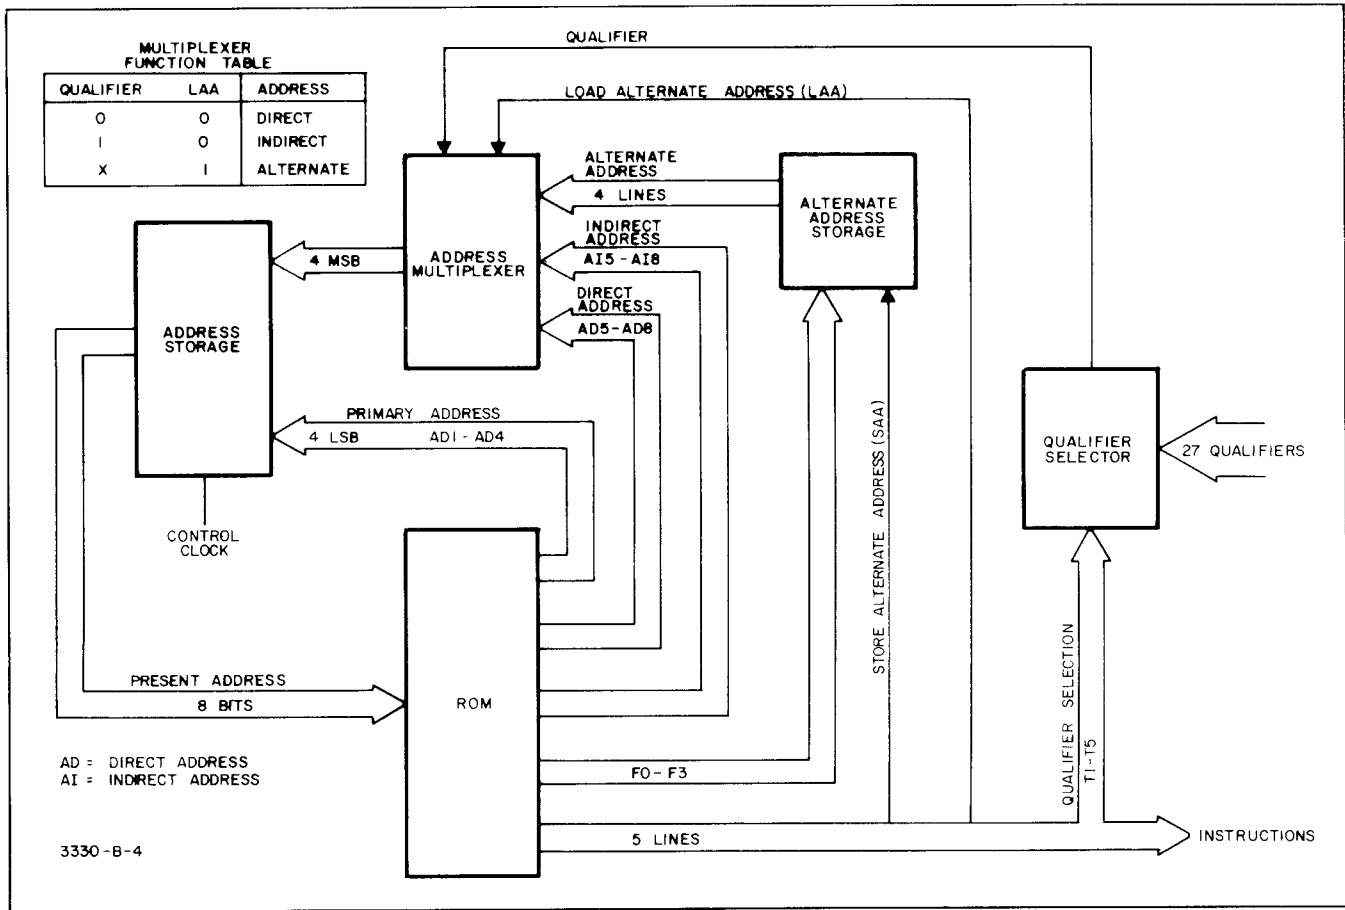 MULTIPLEXER
FUNCTION TABLE
QUALIFIER LAA ADDRESS
0 0 DIRECT
1 0 INDIRECT
X 1 ALTERNATE
QUALIFIER
LOAD ALTERNATE ADDRESS (LAA)
ALTERNATE
ADDRESS
4 LINES
ALTERNATE
ADDRESS
STORAGE
INDIRECT
ADDRESS
AI5-AI8
ADDRESS
MULTIPLEXER
4 MSB
DIRECT
ADDRESS
AD5-AD8
ADDRESS
STORAGE
PRIMARY ADDRESS
4 LSB AD1-AD4
CONTROL
CLOCK
STORE ALTERNATE ADDRESS (SAA)
QUALIFIER
SELECTOR
27 QUALIFIERS
QUALIFIER SELECTION
T1-T5
PRESENT ADDRESS
8 BITS
ROM
F0-F3
5 LINES
INSTRUCTIONS
AD = DIRECT ADDRESS
AI = INDIRECT ADDRESS
3330-B-4